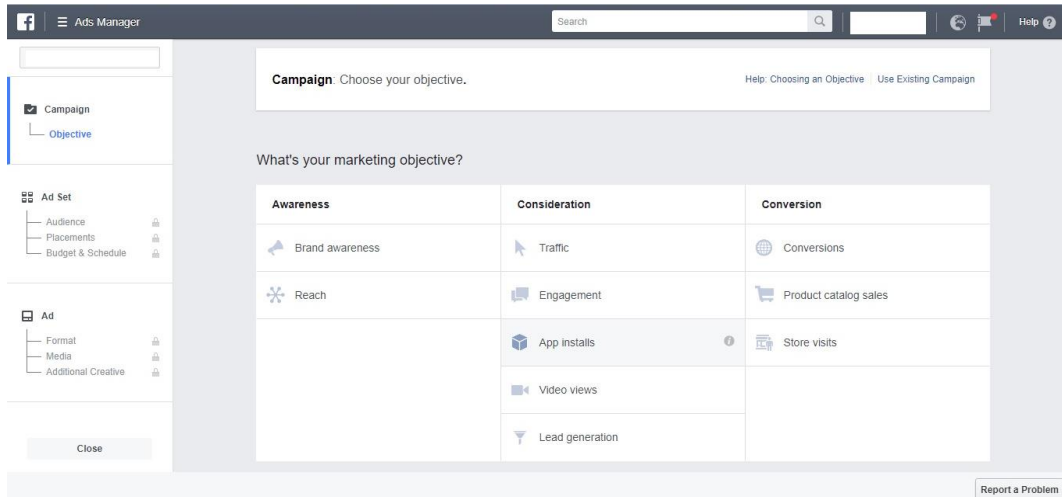 f
Ads Manager
Search
Help
Campaign
Objective
Ad Set
Audience
Placements
Budget & Schedule
Ad
Format
Media
Additional Creative
Close
Campaign: Choose your objective.
Help: Choosing an Objective
Use Existing Campaign
What's your marketing objective?
Awareness
Brand awareness
Reach
Consideration
Traffic
Engagement
App installs
Video views
Lead generation
Conversion
Conversions
Product catalog sales
Store visits
Report a Problem